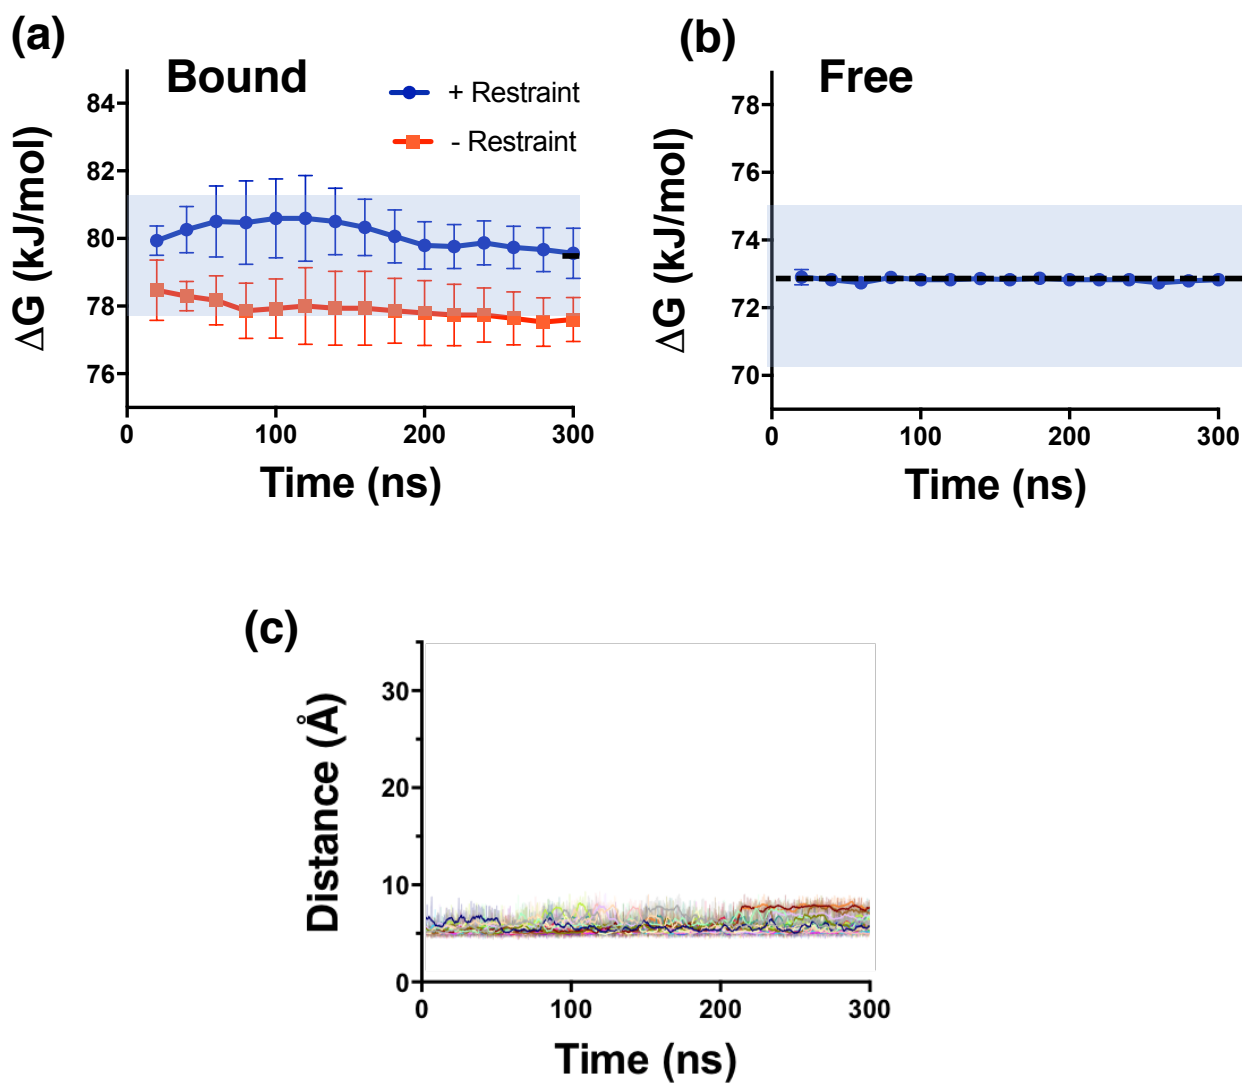 (a)
Bound
+ Restraint
- Restraint
ΔG (kJ/mol)
84
82
80
78
76
0
100
200
300
Time (ns)
(b)
Free
ΔG (kJ/mol)
78
76
74
72
70
0
100
200
300
Time (ns)
(c)
Distance (Å)
30
20
10
0
0
100
200
300
Time (ns)